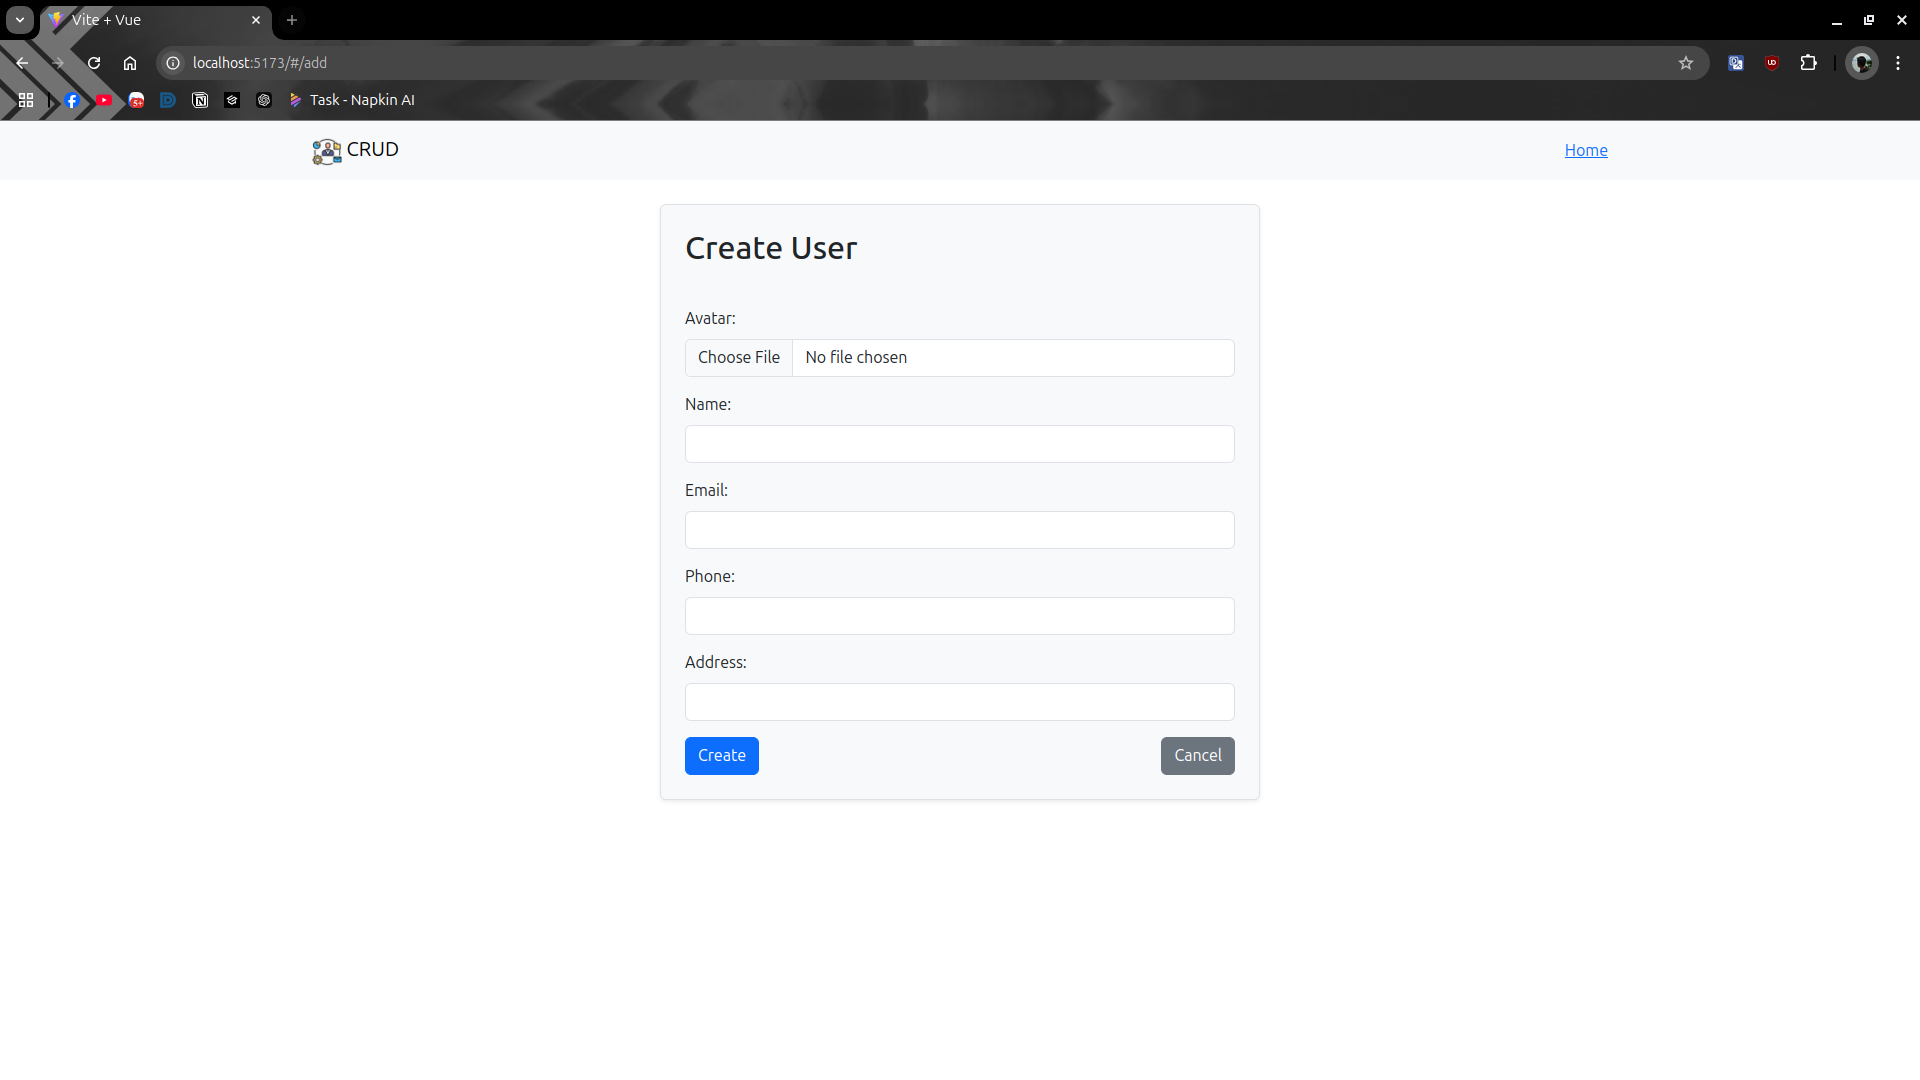 Vite + Vue
localhost:5173/#/add
Task - Napkin AI
CRUD
Home
Create User
Avatar:
Choose File No file chosen
Name:
Email:
Phone:
Address:
Create Cancel